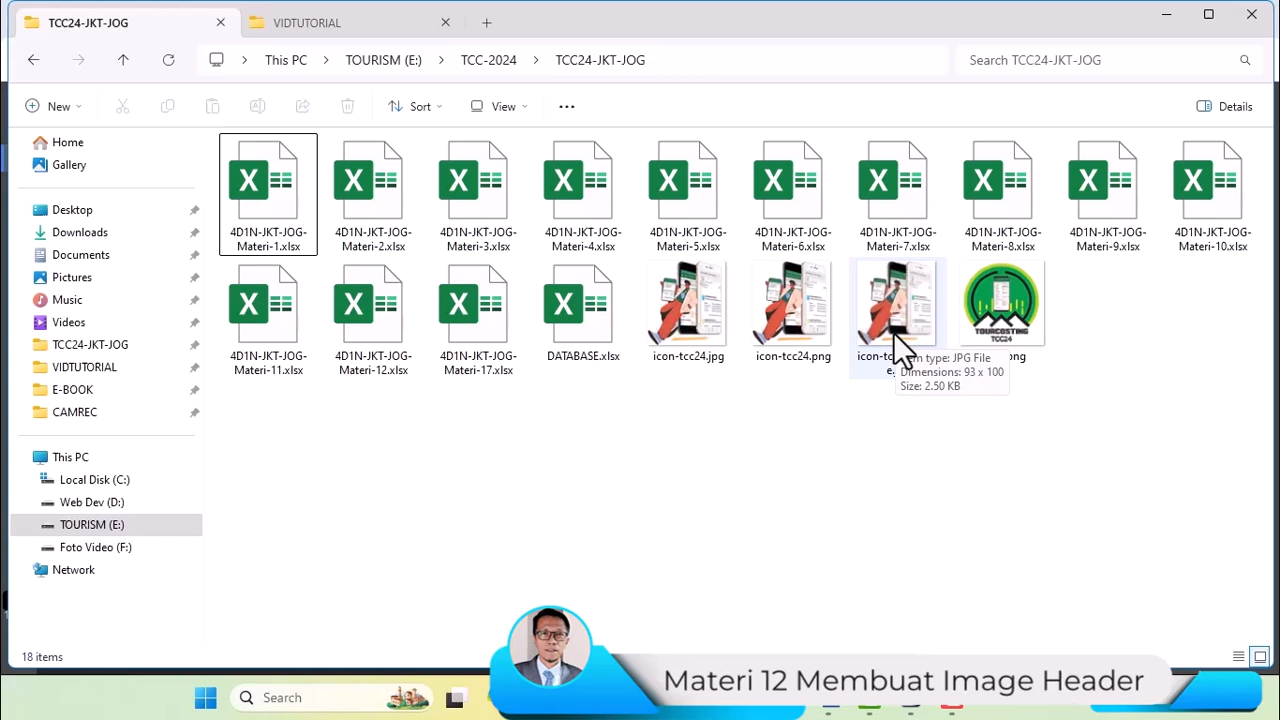 TCC24-JKT-JOG
VIDTUTORIAL
This PC
TOURISM (E:)
TCC-2024
TCC24-JKT-JOG
Search TCC24-JKT-JOG
New
Sort
View
Details
Home
Gallery
Desktop
Downloads
Documents
Pictures
Music
Videos
TCC24-JKT-JOG
VIDTUTORIAL
E-BOOK
CAMREC
This PC
Local Disk (C:)
Web Dev (D:)
TOURISM (E:)
Foto Video (F:)
Network
4D1N-JKT-JOG-
Materi-1.xlsx
4D1N-JKT-JOG-
Materi-2.xlsx
4D1N-JKT-JOG-
Materi-3.xlsx
4D1N-JKT-JOG-
Materi-4.xlsx
4D1N-JKT-JOG-
Materi-5.xlsx
4D1N-JKT-JOG-
Materi-6.xlsx
4D1N-JKT-JOG-
Materi-7.xlsx
4D1N-JKT-JOG-
Materi-8.xlsx
4D1N-JKT-JOG-
Materi-9.xlsx
4D1N-JKT-JOG-
Materi-10.xlsx
4D1N-JKT-JOG-
Materi-11.xlsx
4D1N-JKT-JOG-
Materi-12.xlsx
4D1N-JKT-JOG-
Materi-17.xlsx
DATABASE.xlsx
icon-tcc24.jpg
icon-tcc24.png
TOURCOSTING
TCC24
type: JPG File
Dimensions: 93 x 100
Size: 2.50 KB
18 items
Materi 12 Membuat Image Header
Search